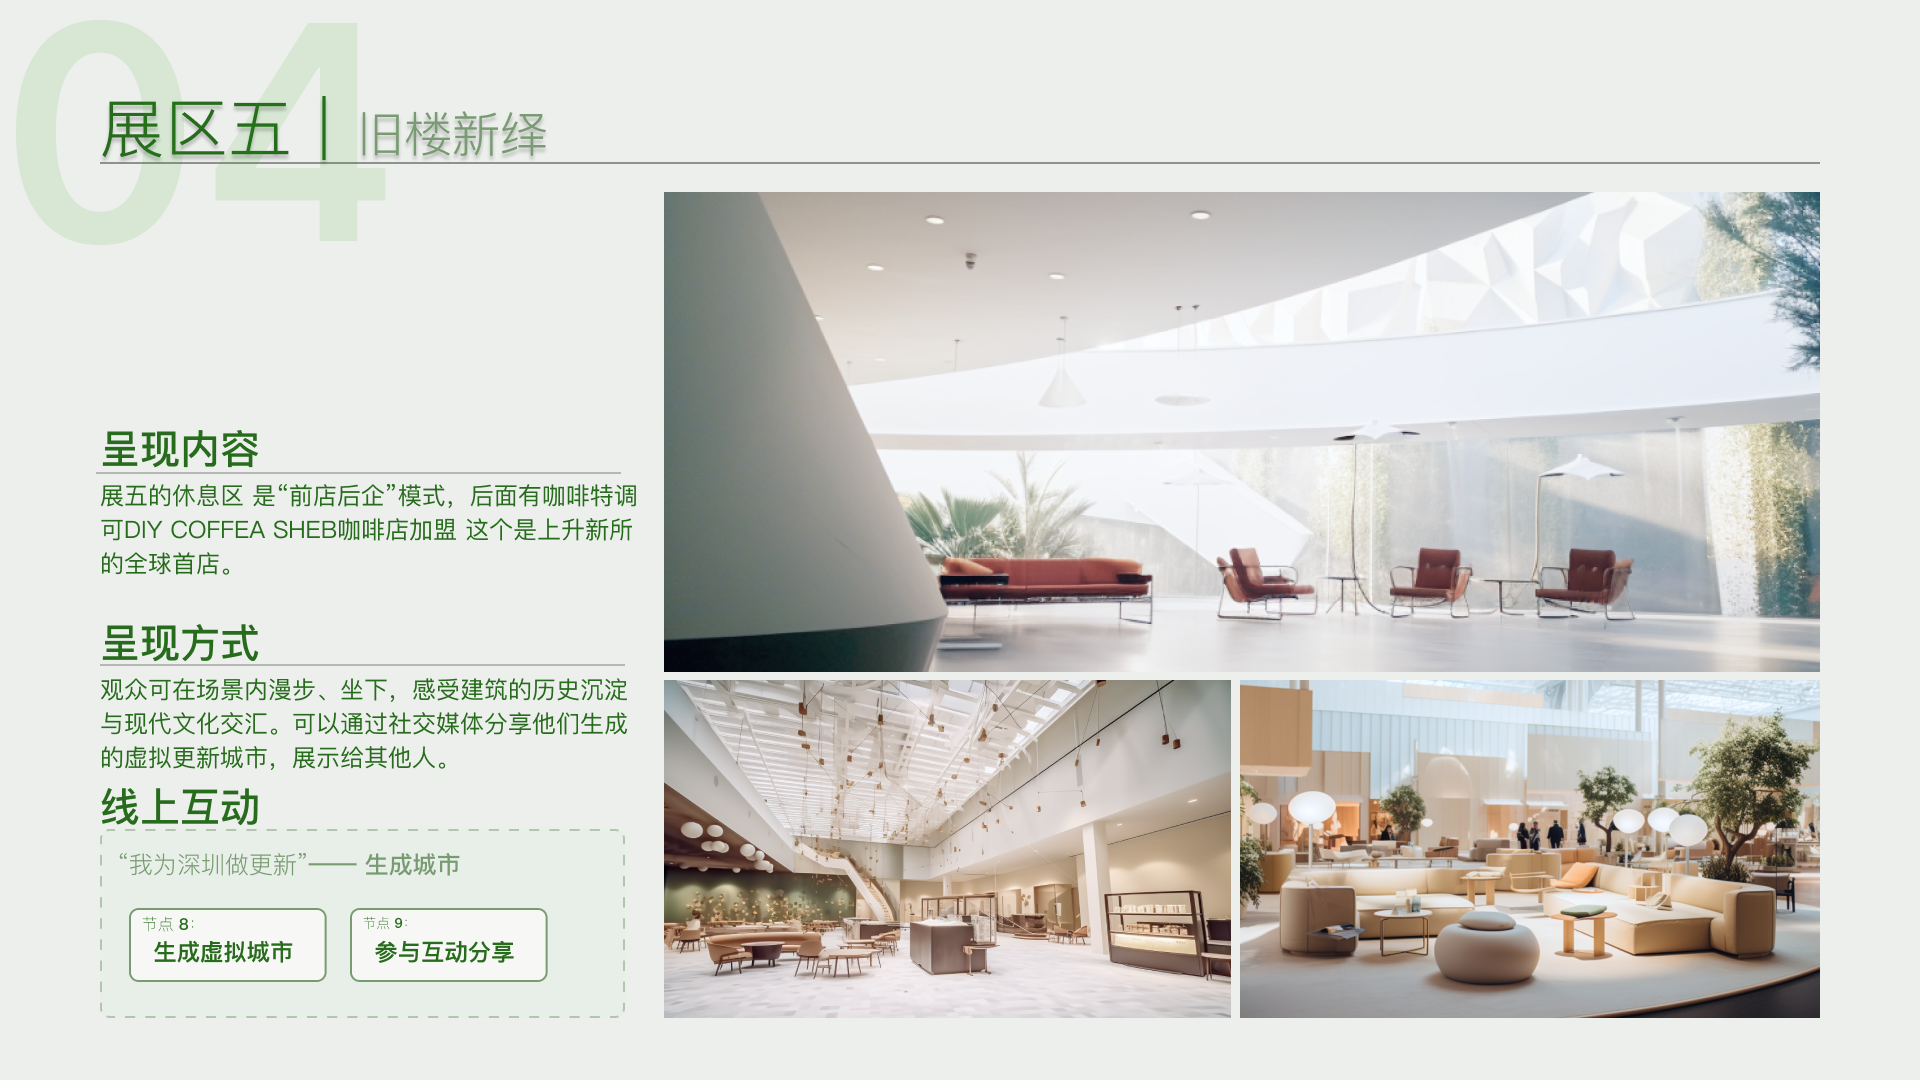 04
展区五｜旧楼新绎
呈现内容
展五的休息区 是“前店后企”模式，后面有咖啡特调
可DIY COFFEA SHEB咖啡店加盟 这个是上升新所
的全球首店。
呈现方式
观众可在场景内漫步、坐下，感受建筑的历史沉淀
与现代文化交汇。可以通过社交媒体分享他们生成
的虚拟更新城市，展示给其他人。
线上互动
“我为深圳做更新”—— 生成城市
节点 8：
生成虚拟城市
节点 9：
参与互动分享